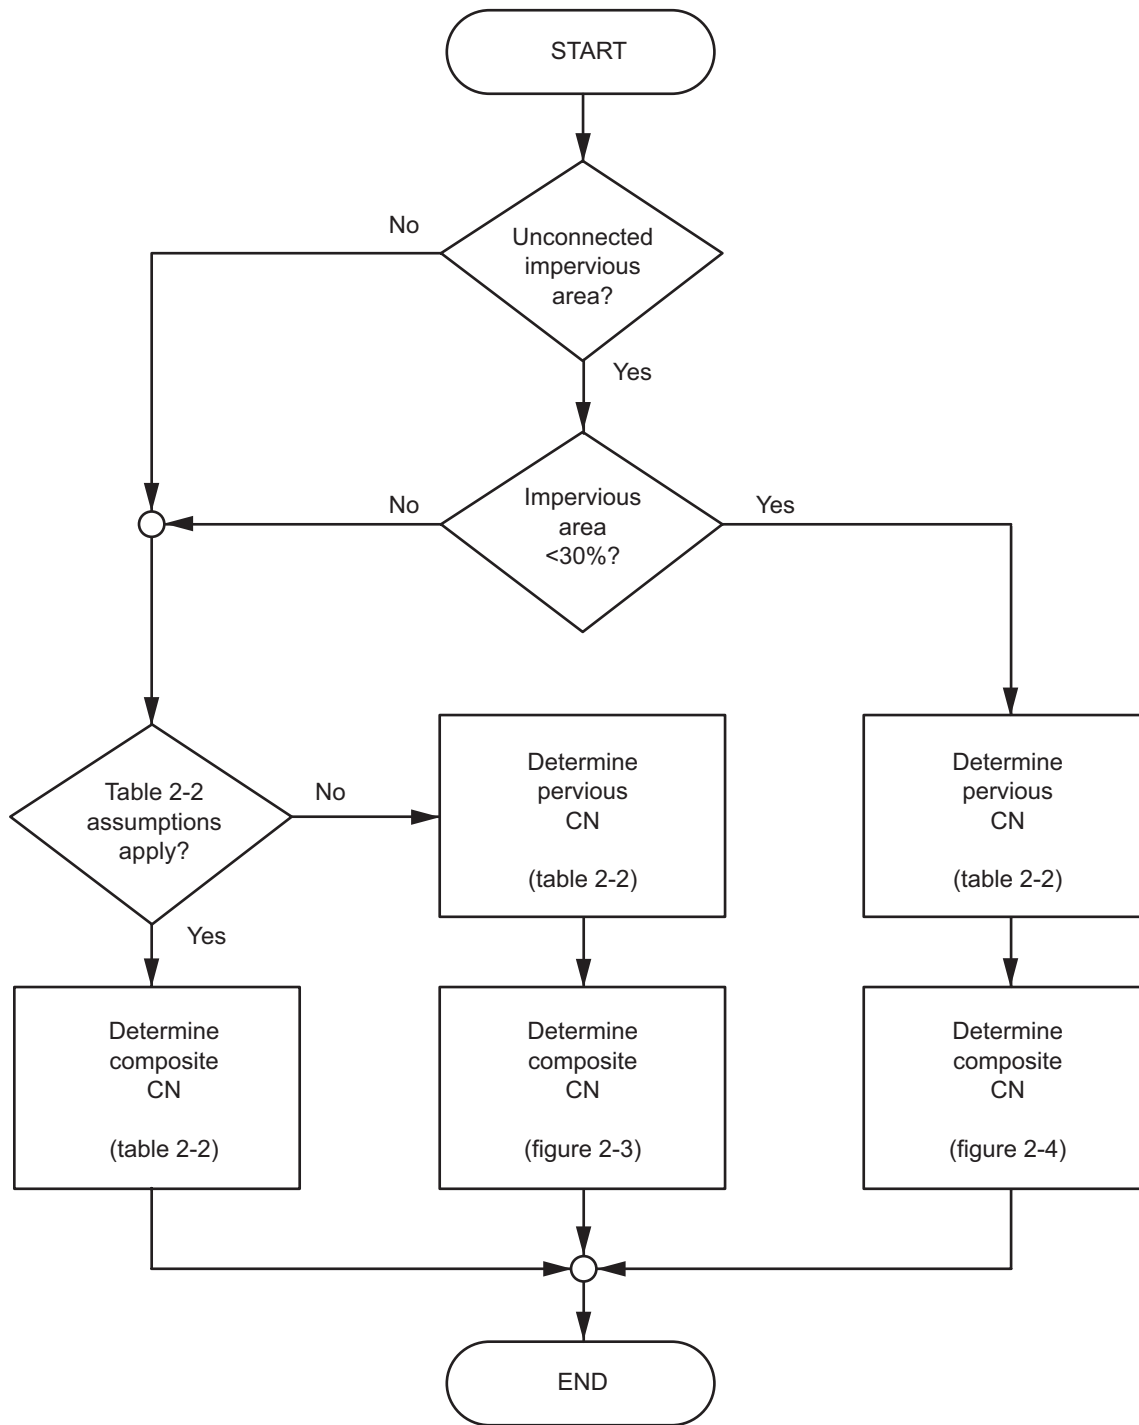 START
No
Unconnected
impervious
area?
Yes
No
Impervious
area
<30%?
Yes
Table 2-2
assumptions
apply?
No
Determine
pervious
CN
(table 2-2)
Determine
pervious
CN
(table 2-2)
Yes
Determine
composite
CN
(table 2-2)
Determine
composite
CN
(figure 2-3)
Determine
composite
CN
(figure 2-4)
END